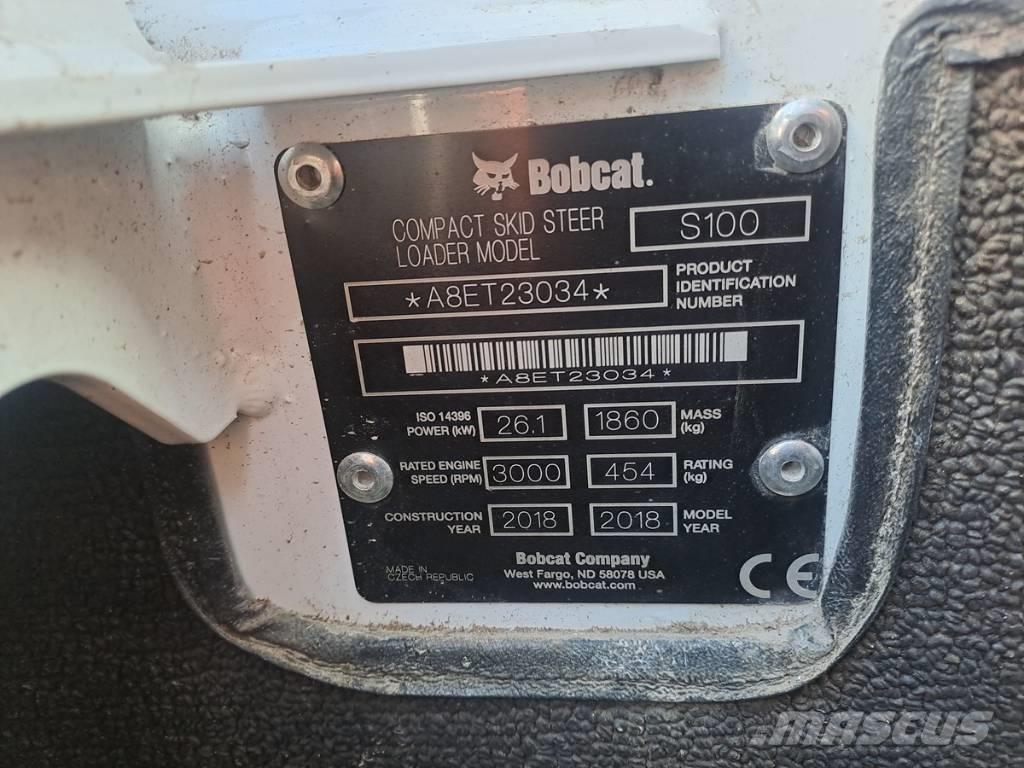 Bobcat.
COMPACT SKID STEER
LOADER MODEL
S100
*A8ET23034*
PRODUCT
IDENTIFICATION
NUMBER
*A8ET23034*
ISO 14396
POWER (kW)
26.1
1860
MASS
(kg)
RATED ENGINE
SPEED (RPM)
3000
454
RATING
(kg)
CONSTRUCTION
YEAR
2018
2018
MODEL
YEAR
MADE IN
CZECH REPUBLIC
Bobcat Company
West Fargo, ND 58078 USA
www.bobcat.com
CE
MASCUS